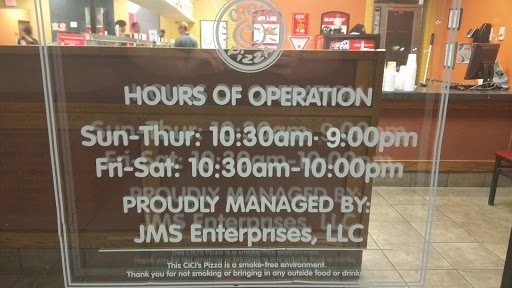 CiCi's
Pizza
HOURS OF OPERATION
Sun-Thur: 10:30am-9:00pm
Fri-Sat: 10:30am-10:00pm
PROUDLY MANAGED BY:
JMS Enterprises, LLC
This CiCi's Pizza is a smoke-free environment.
Thank you for not smoking or bringing in any outside food or drink